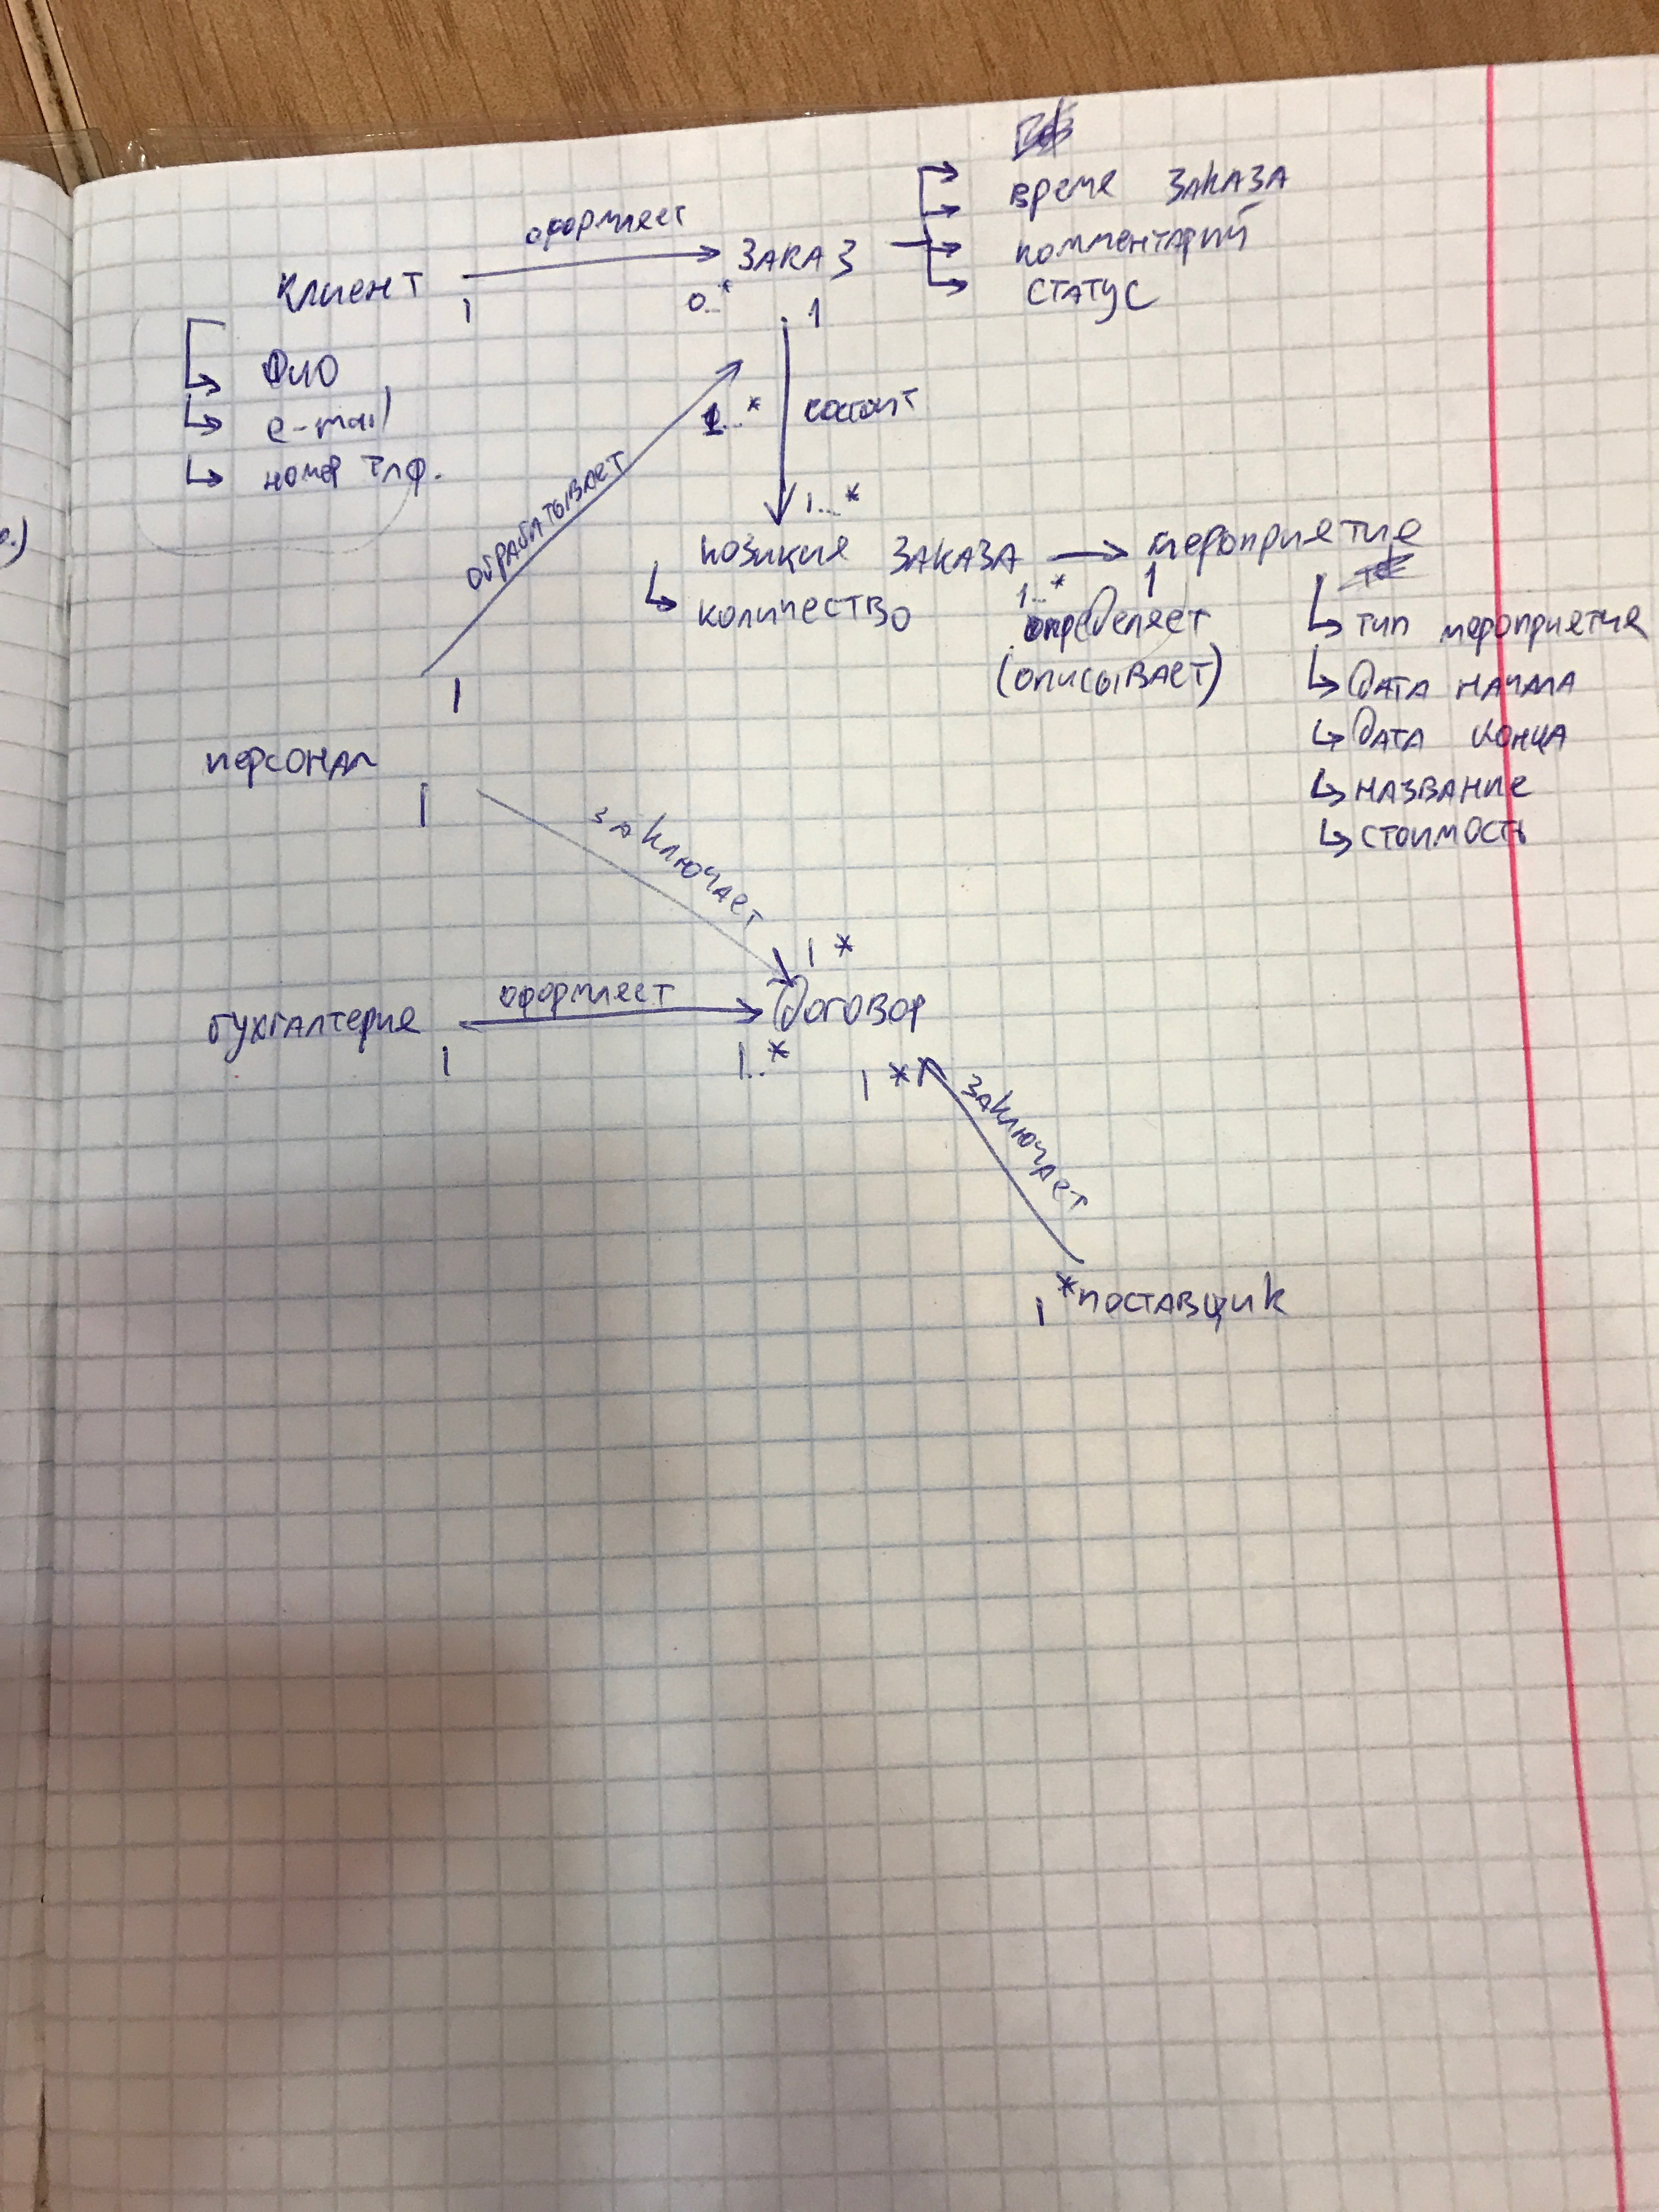 время заказа
оформляет
комментарий
Клиент
заказ
статус
1
0..*
1
ФИО
e-mail
номер тлф.
1..*
состоит
обрабатывает
1...*
позиция заказа
мероприятие
количество
1..*
1
определяет
(описывает)
тип мероприятия
дата начала
дата конца
название
стоимость
1
персонал
1
заключает
1 *
оформляет
бухгалтерия
договор
1
1..*
1 *
заключает
1 *
поставщик
о.)